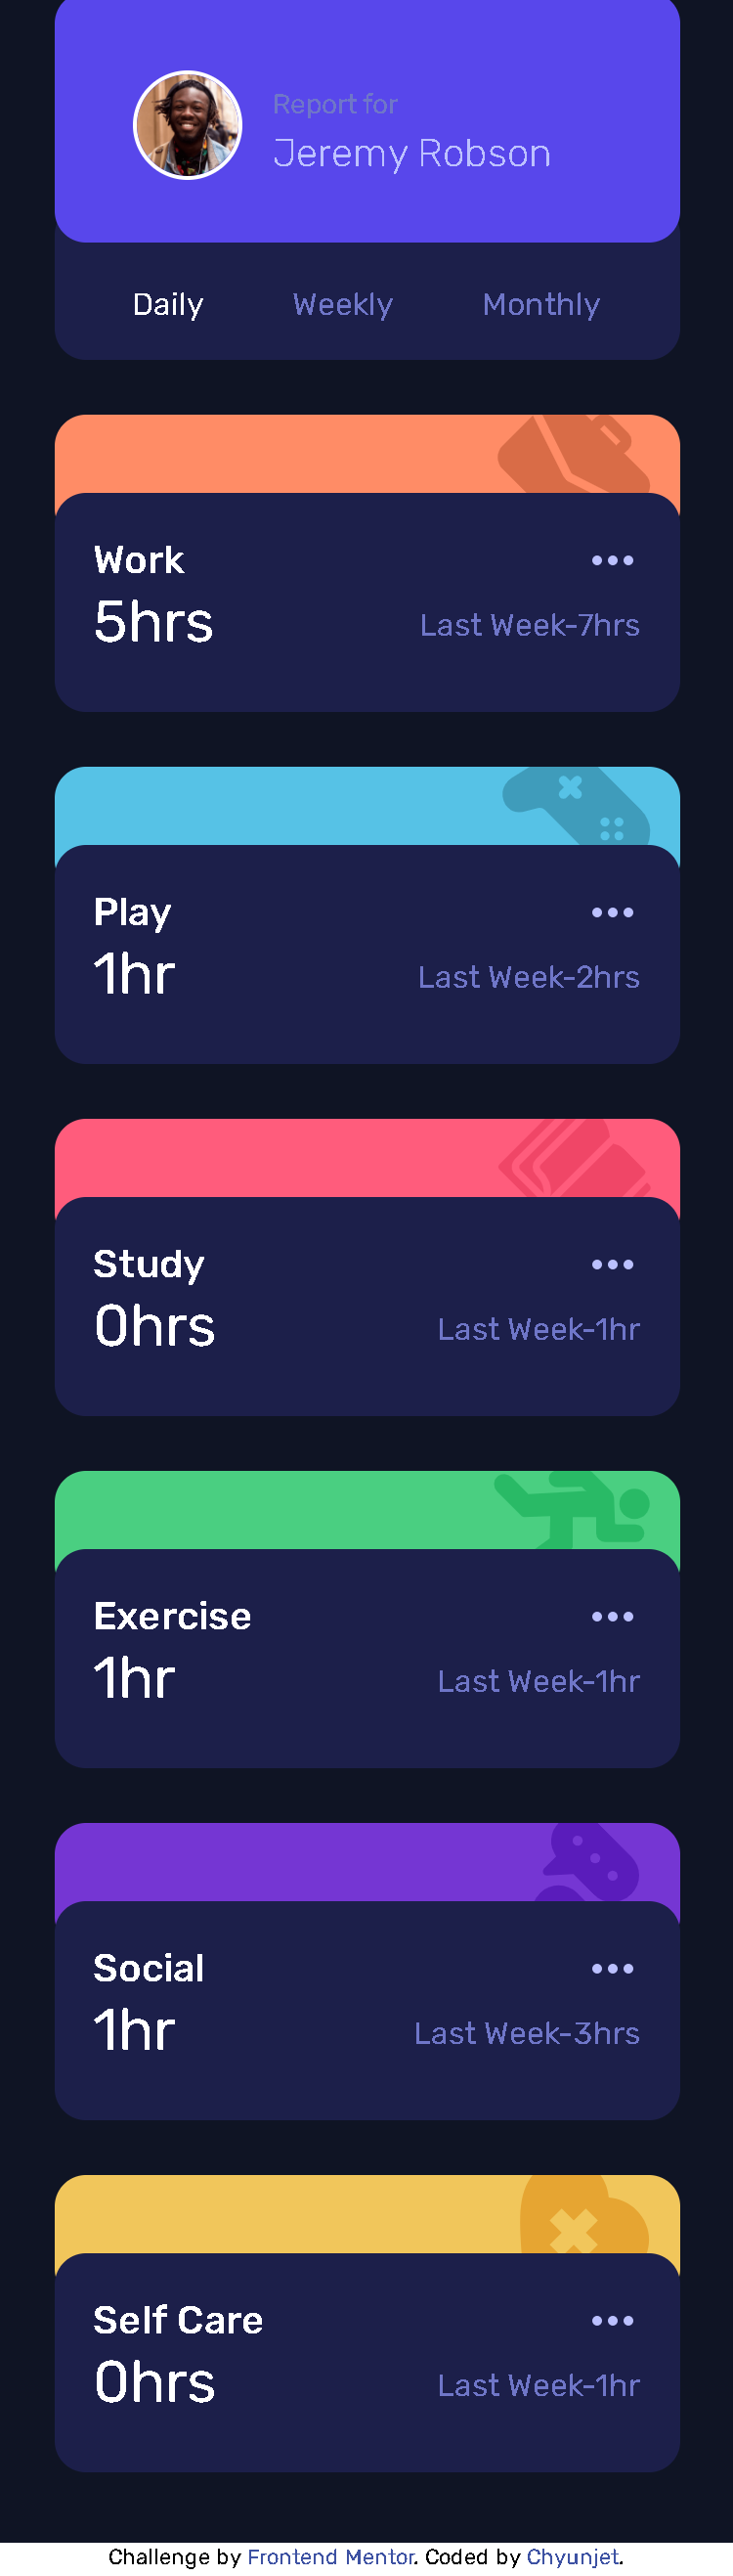 Report for
Jeremy Robson
Daily Weekly Monthly
Work
5hrs Last Week-7hrs
Play
1hr Last Week-2hrs
Study
0hrs Last Week-1hr
Exercise
1hr Last Week-1hr
Social
1hr Last Week-3hrs
Self Care
0hrs Last Week-1hr
Challenge by Frontend Mentor. Coded by Chyunjet.